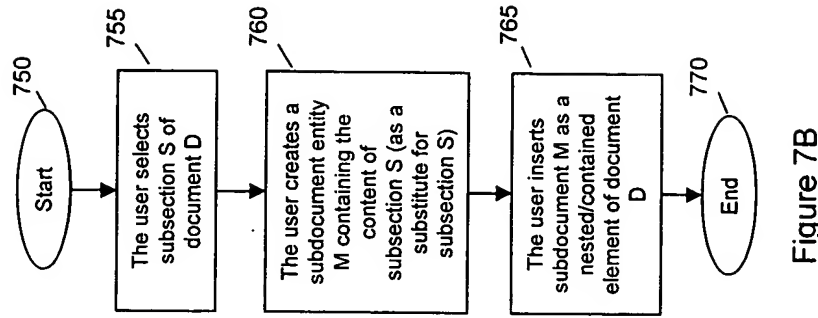 750
Start
755
The user selects
subsection S of
document D
760
The user creates a
subdocument entity
M containing the
content of
subsection S (as a
substitute for
subsection S)
765
The user inserts
subdocument M as a
nested/contained
element of document
D
770
End
Figure 7B